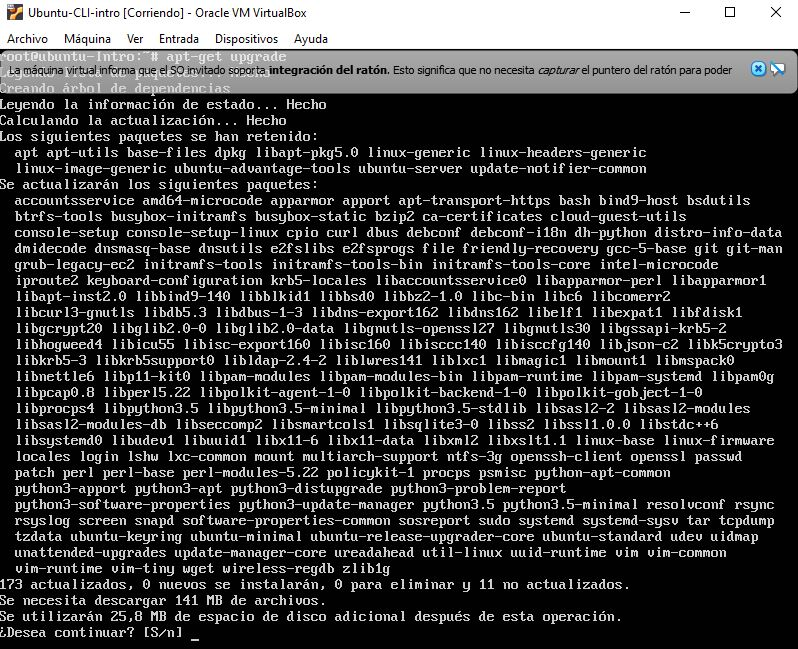 Ubuntu-CLI-intro [Corriendo] - Oracle VM VirtualBox
Archivo Máquina Ver Entrada Dispositivos Ayuda
root@ubuntu-intro:~# apt-get upgrade
La máquina virtual informa que el SO invitado soporta integración del ratón. Esto significa que no necesita capturar el puntero del ratón para poder
Creando árbol de dependencias
Leyendo la información de estado... Hecho
Calculando la actualización... Hecho
Los siguientes paquetes se han retenido:
apt apt-utils base-files dpkg libapt-pkg5.0 linux-generic linux-headers-generic
linux-image-generic ubuntu-advantage-tools ubuntu-server update-notifier-common
Se actualizarán los siguientes paquetes:
accountsservice amd64-microcode apparmor apport apt-transport-https bash bind9-host bsdutils
btrfs-tools busybox-initramfs busybox-static bzip2 ca-certificates cloud-guest-utils
console-setup console-setup-linux cpio curl dbus debconf debconf-i18n dh-python distro-info-data
dmidecode dnsmasq-base dnsutils e2fslibs e2fsprogs file friendly-recovery gcc-5-base git git-man
grub-legacy-ec2 initramfs-tools initramfs-tools-bin initramfs-tools-core intel-microcode
iproute2 keyboard-configuration krb5-locales libaccountsservice0 libapparmor-perl libapparmor1
libapt-inst2.0 libbind9-140 libblkid1 libbsd0 libbz2-1.0 libc-bin libc6 libcomerr2
libcurl3-gnutls libdb5.3 libdbus-1-3 libdns-export162 libdns162 libelf1 libexpat1 libfdisk1
libgcrypt20 libglib2.0-0 libglib2.0-data libgnutls-openssl27 libgnutls30 libgssapi-krb5-2
libhogweed4 libicu55 libisc-export160 libisc160 libisccc140 libisccfg140 libjson-c2 libk5crypto3
libkrb5-3 libkrb5support0 libldap-2.4-2 liblwres141 liblxc1 libmagic1 libmount1 libmspack0
libnettle6 libp11-kit0 libpam-modules libpam-modules-bin libpam-runtime libpam-systemd libpam0g
libpcap0.8 libperl5.22 libpolkit-agent-1-0 libpolkit-backend-1-0 libpolkit-gobject-1-0
libprocps4 libpython3.5 libpython3.5-minimal libpython3.5-stdlib libsasl2-2 libsasl2-modules
libsasl2-modules-db libseccomp2 libsmartcols1 libsqlite3-0 libss2 libssl1.0.0 libstdc++6
libsystemd0 libudev1 libuuid1 libx11-6 libx11-data libxml2 libxslt1.1 linux-base linux-firmware
locales login lshw lxc-common mount multiarch-support ntfs-3g openssh-client openssl passwd
patch perl perl-base perl-modules-5.22 policykit-1 procps psmisc python-apt-common
python3-apport python3-apt python3-distupgrade python3-problem-report
python3-software-properties python3-update-manager python3.5 python3.5-minimal resolvconf rsync
rsyslog screen snapd software-properties-common sosreport sudo systemd systemd-sysv tar tcpdump
tzdata ubuntu-keyring ubuntu-minimal ubuntu-release-upgrader-core ubuntu-standard udev uidmap
unattended-upgrades update-manager-core ureadahead util-linux uuid-runtime vim vim-common
vim-runtime vim-tiny wget wireless-regdb zlib1g
173 actualizados, 0 nuevos se instalarán, 0 para eliminar y 11 no actualizados.
Se necesita descargar 141 MB de archivos.
Se utilizarán 25,8 MB de espacio de disco adicional después de esta operación.
¿Desea continuar? [S/n] _